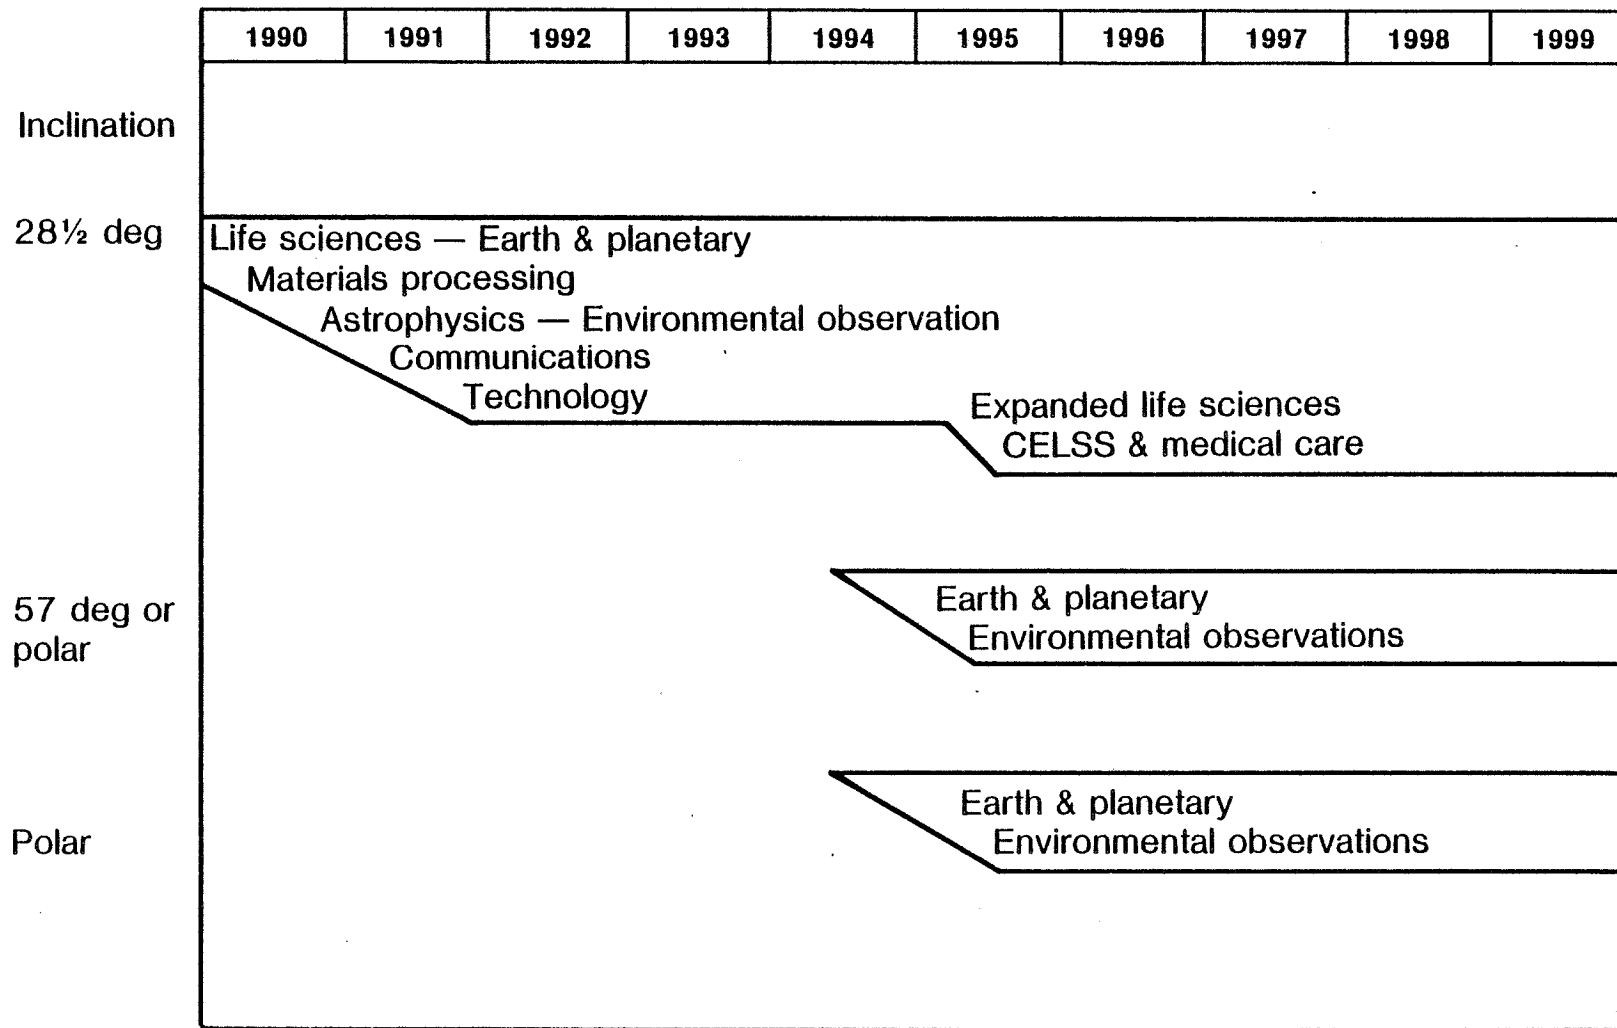 1990 1991 1992 1993 1994 1995 1996 1997 1998 1999
Inclination
28½ deg
Life sciences — Earth & planetary
Materials processing
Astrophysics — Environmental observation
Communications
Technology
Expanded life sciences
CELSS & medical care
57 deg or
polar
Earth & planetary
Environmental observations
Polar
Earth & planetary
Environmental observations